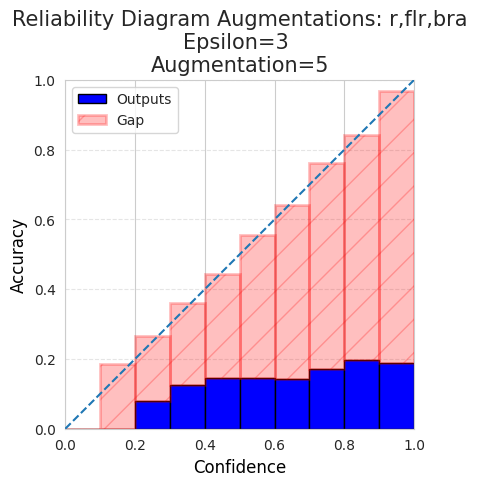 Reliability Diagram Augmentations: r,flr,bra
Epsilon=3
Augmentation=5
Outputs
Gap
Accuracy
1.0
0.8
0.6
0.4
0.2
0.0
0.0 0.2 0.4 0.6 0.8 1.0
Confidence